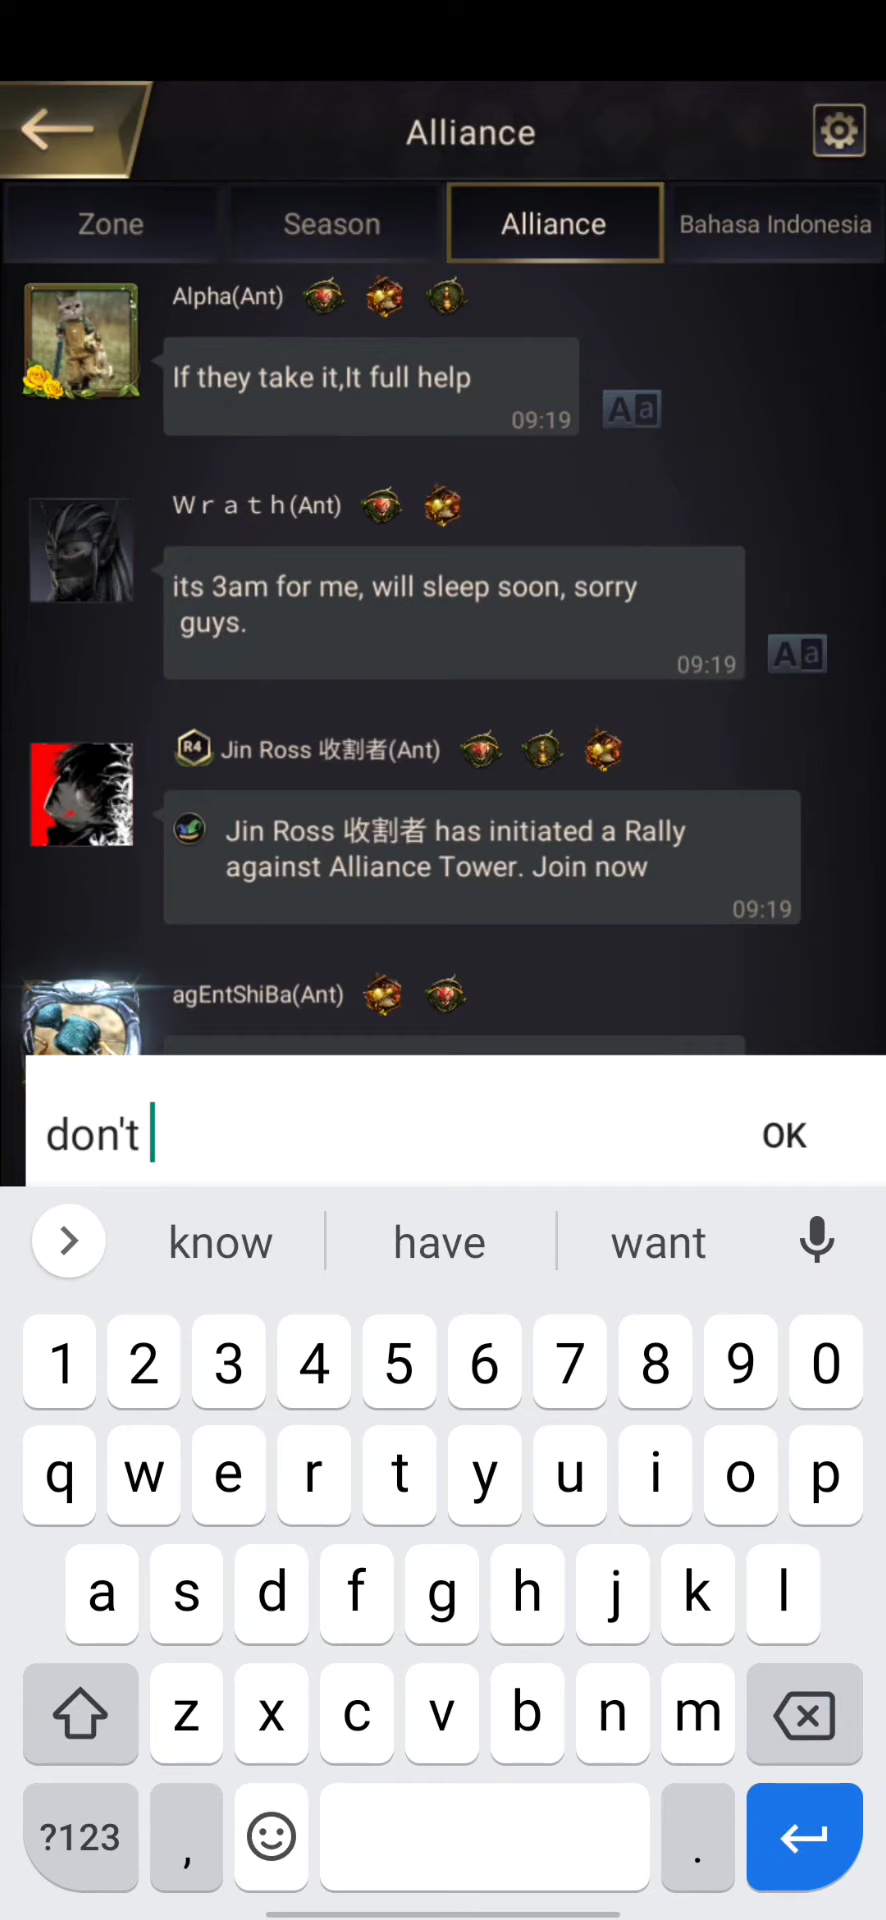 Alliance
Zone
Season
Alliance
Bahasa Indonesia
Alpha(Ant)
If they take it,It full help
09:19
Aa
W r a t h(Ant)
its 3am for me, will sleep soon, sorry
guys.
09:19
Aa
R4 Jin Ross 收割者(Ant)
Jin Ross 收割者 has initiated a Rally
against Alliance Tower. Join now
09:19
agEntShiBa(Ant)
don't
OK
know
have
want
1 2 3 4 5 6 7 8 9 0
q w e r t y u i o p
a s d f g h j k l
z x c v b n m
?123 , .